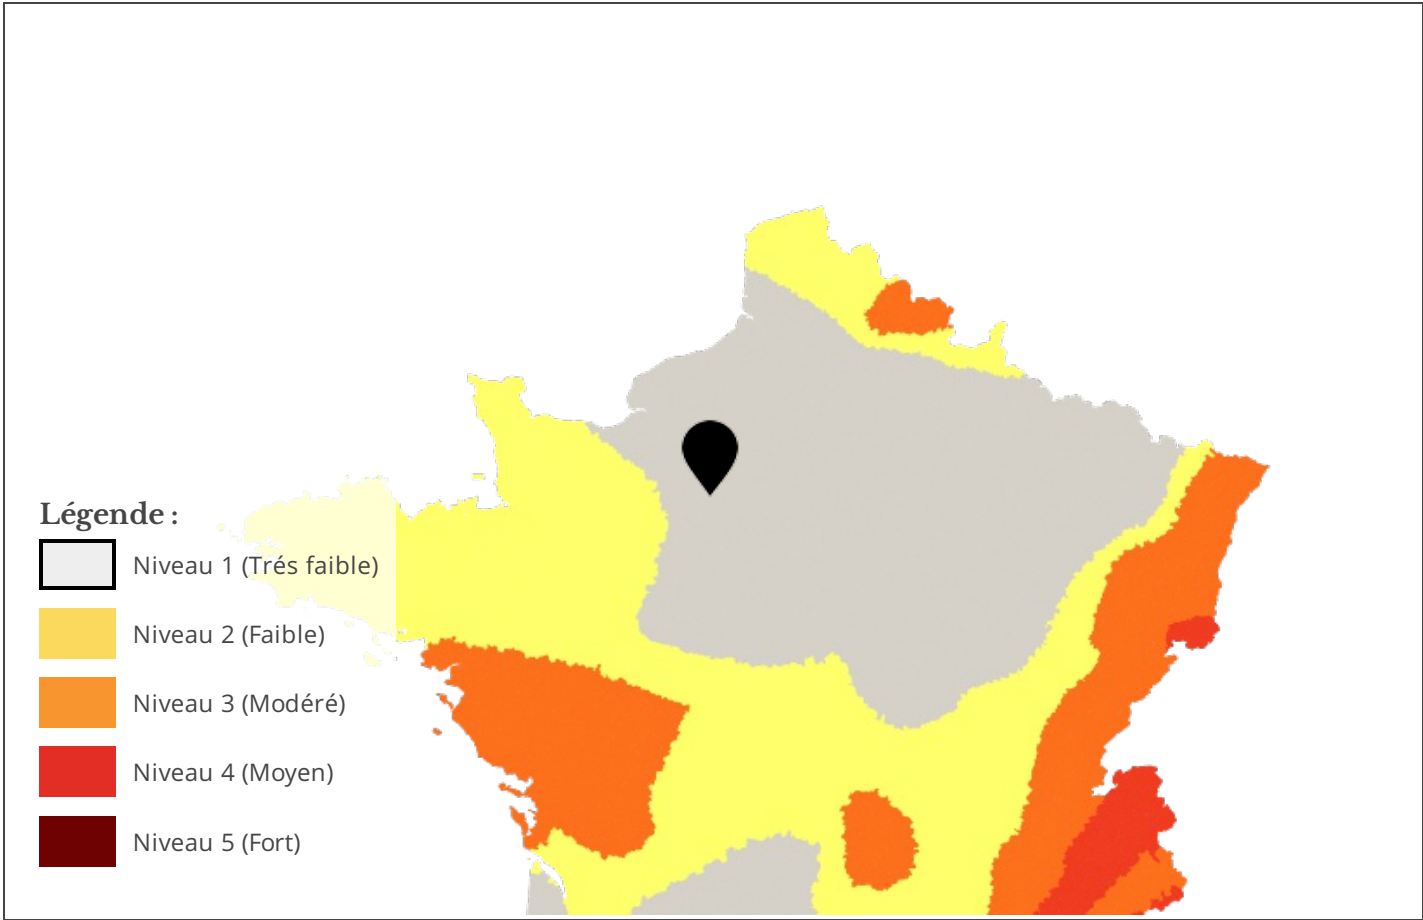 Légende :
Niveau 1 (Trés faible)
Niveau 2 (Faible)
Niveau 3 (Modéré)
Niveau 4 (Moyen)
Niveau 5 (Fort)